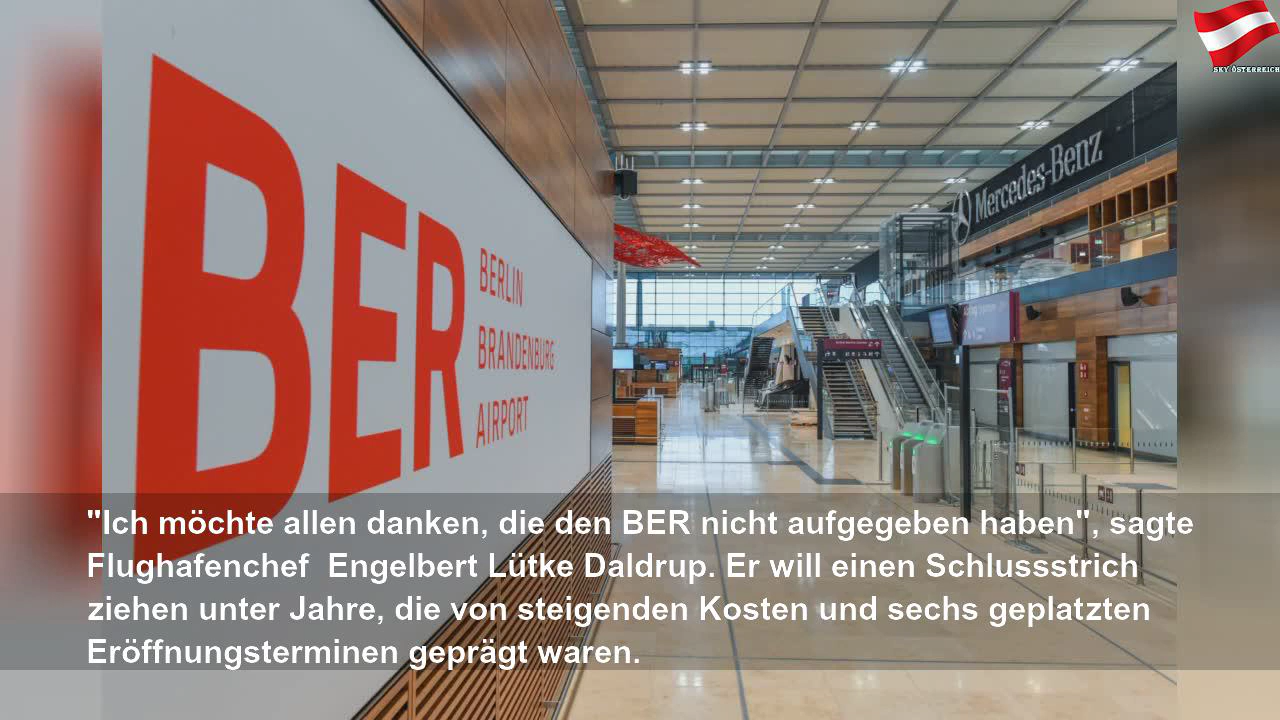 SKY ÖSTERREICH
BER
BERLIN
BRANDENBURG
AIRPORT
Mercedes-Benz
"Ich möchte allen danken, die den BER nicht aufgegeben haben", sagte
Flughafenchef  Engelbert Lütke Daldrup. Er will einen Schlussstrich
ziehen unter Jahre, die von steigenden Kosten und sechs geplatzten
Eröffnungsterminen geprägt waren.